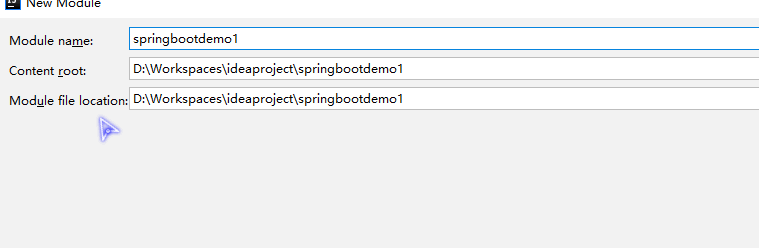 New Module
Module name: springbootdemo1
Content root: D:\Workspaces\ideaproject\springbootdemo1
Module file location: D:\Workspaces\ideaproject\springbootdemo1